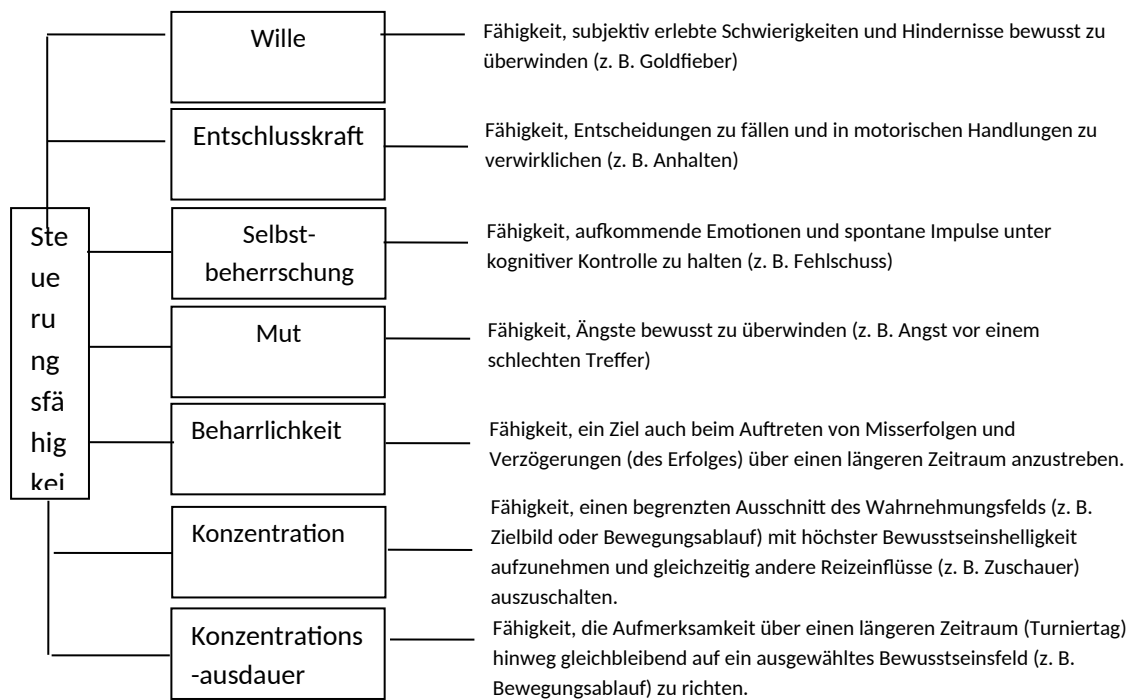 Wille
Fähigkeit, subjektiv erlebte Schwierigkeiten und Hindernisse bewusst zu
überwinden (z. B. Goldfieber)
Entschlusskraft
Fähigkeit, Entscheidungen zu fällen und in motorischen Handlungen zu
verwirklichen (z. B. Anhalten)
Ste
ue
ru
ng
sfä
hig
kei
Selbst-
beherrschung
Fähigkeit, aufkommende Emotionen und spontane Impulse unter
kognitiver Kontrolle zu halten (z. B. Fehlschuss)
Mut
Fähigkeit, Ängste bewusst zu überwinden (z. B. Angst vor einem
schlechten Treffer)
Beharrlichkeit
Fähigkeit, ein Ziel auch beim Auftreten von Misserfolgen und
Verzögerungen (des Erfolges) über einen längeren Zeitraum anzustreben.
Konzentration
Fähigkeit, einen begrenzten Ausschnitt des Wahrnehmungsfelds (z. B.
Zielbild oder Bewegungsablauf) mit höchster Bewusstseinshelligkeit
aufzunehmen und gleichzeitig andere Reizeinflüsse (z. B. Zuschauer)
auszuschalten.
Konzentrations
-ausdauer
Fähigkeit, die Aufmerksamkeit über einen längeren Zeitraum (Turniertag)
hinweg gleichbleibend auf ein ausgewähltes Bewusstseinsfeld (z. B.
Bewegungsablauf) zu richten.